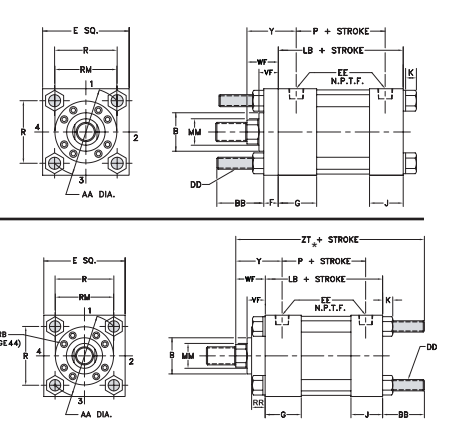 E SQ.
R
RM
1
R
4
2
3
AA DIA.
Y
P + STROKE
LB + STROKE
WF
VF
K
EE
N.P.T.F.
B
MM
DD
BB
F
G
J
ZT + STROKE
*
E SQ.
R
RM
1
Y
P + STROKE
WF
LB + STROKE
VF
K
EE
N.P.T.F.
RB
GE44)
R
4
2
3
AA DIA.
B
MM
DD
RR
G
J
BB